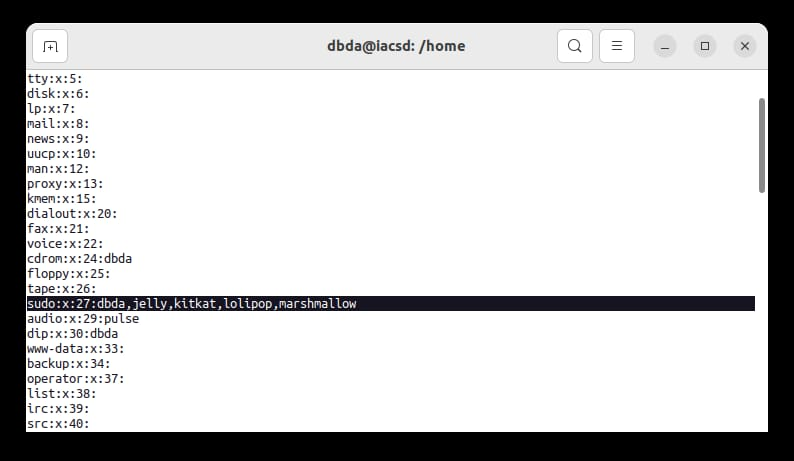 dbda@iacsd: /home
tty:x:5:
disk:x:6:
lp:x:7:
mail:x:8:
news:x:9:
uucp:x:10:
man:x:12:
proxy:x:13:
kmem:x:15:
dialout:x:20:
fax:x:21:
voice:x:22:
cdrom:x:24:dbda
floppy:x:25:
tape:x:26:
sudo:x:27:dbda,jelly,kitkat,lolipop,marshmallow
audio:x:29:pulse
dip:x:30:dbda
www-data:x:33:
backup:x:34:
operator:x:37:
list:x:38:
irc:x:39:
src:x:40: